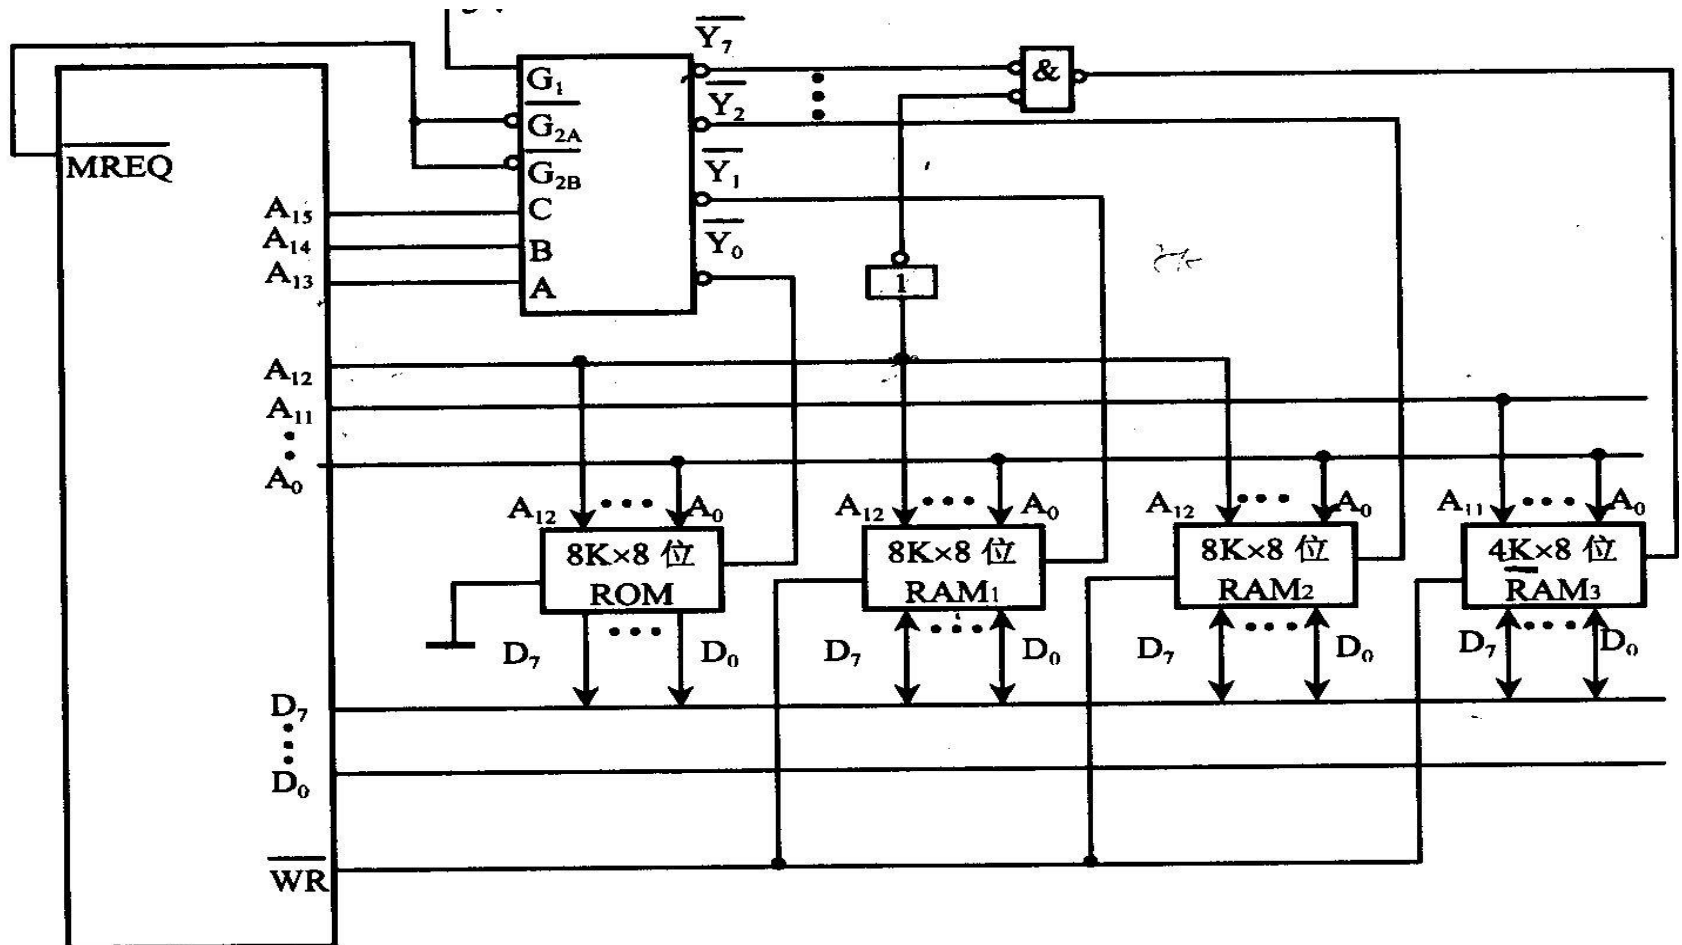 Y̅₇
&
G₁
Y̅₂
G̅₂A̅
M̅R̅E̅Q̅
G̅₂B̅
Y̅₁
A₁₅
C
A₁₄
B
Y̅₀
A₁₃
A
1
A₁₂
A₁₁
A₀
A₁₂ A₀ A₁₂ A₀ A₁₂ A₀ A₁₁ A₀
8K×8 位 8K×8 位 8K×8 位 4K×8 位
ROM RAM₁ RAM₂ RAM₃
D₇ D₀ D₇ D₀ D₇ D₀ D₇ D₀
D₇
D₀
W̅R̅